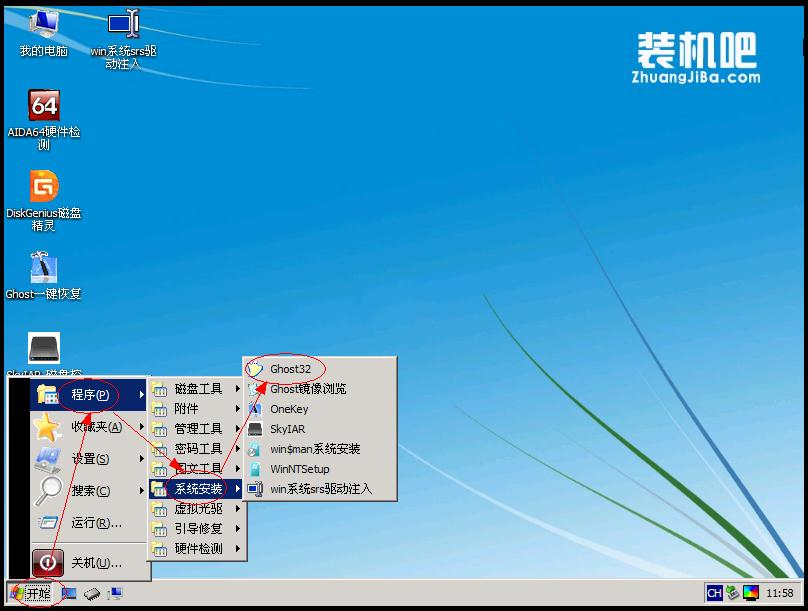 我的电脑
win系统srs驱
动注入
装机吧
ZhuangJiBa.com
64
AIDA64硬件检
测
DiskGenius磁盘
精灵
Ghost一键恢复
程序(P)
收藏夹(A)
设置(S)
搜索(C)
运行(R)...
关机(U)...
磁盘工具
附件
管理工具
密码工具
图文工具
系统安装
虚拟光驱
引导修复
硬件检测
Ghost32
Ghost镜像浏览
OneKey
SkyIAR
win$man系统安装
WinNTSetup
win系统srs驱动注入
开始
CH
11:58